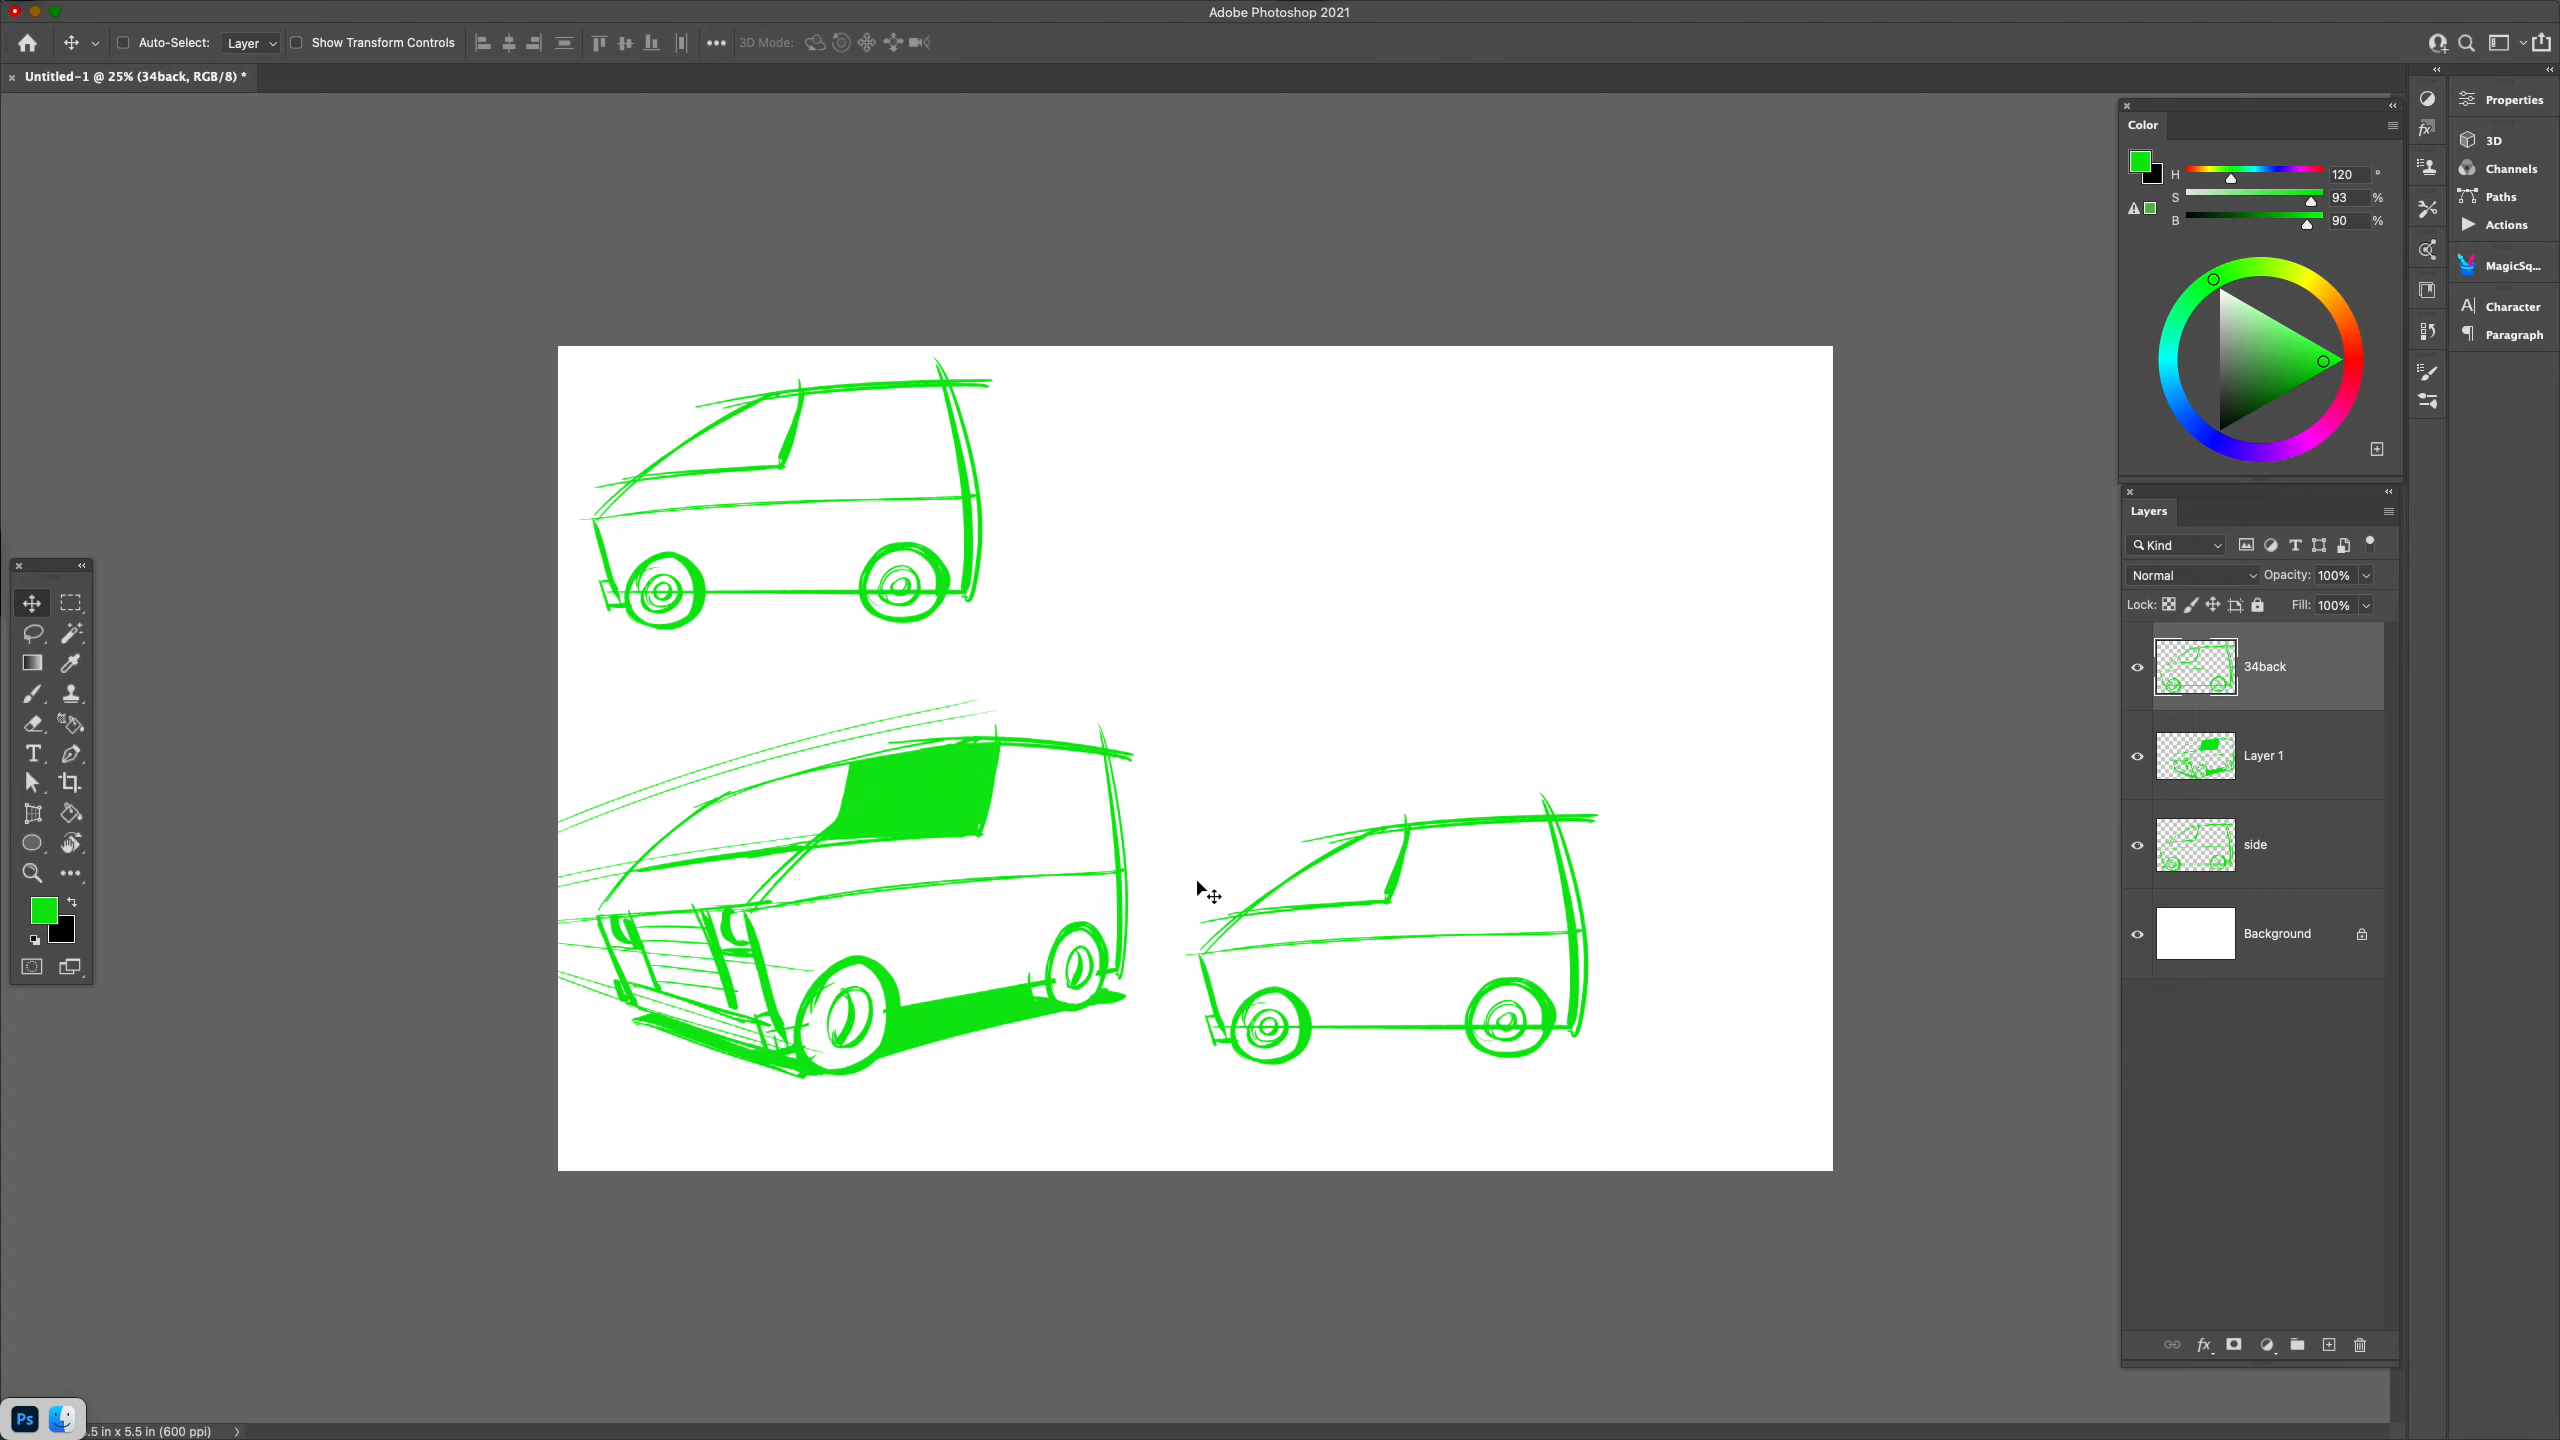 Adobe Photoshop 2021
Auto-Select: Layer Show Transform Controls 3D Mode:
Untitled-1 @ 25% (34back, RGB/8) *
Properties
3D
Channels
Paths
Actions
MagicSq...
Character
Paragraph
Color
H 120 °
S 93 %
B 90 %
Layers
Kind
Normal Opacity: 100%
Lock: Fill: 100%
34back
Layer 1
side
Background
Ps
.5 in x 5.5 in (600 ppi)